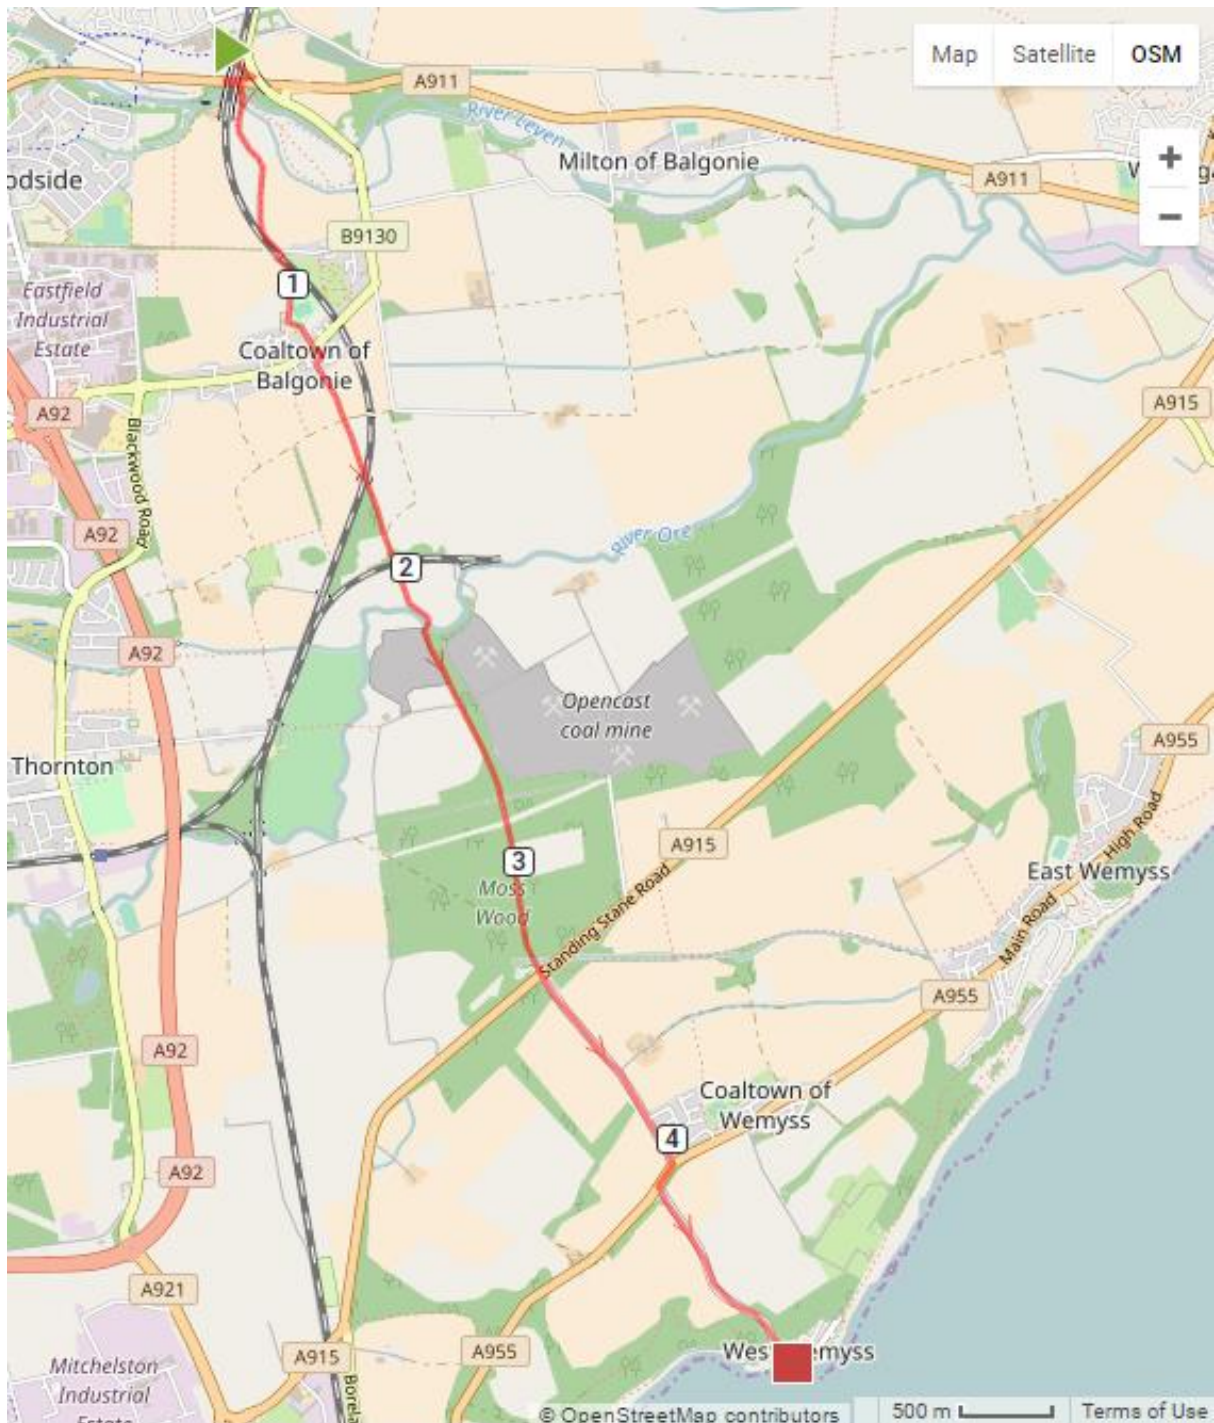 Map
Satellite
OSM
A911
River Leven
Milton of Balgonie
A911
odside
B9130
1
Eastfield
Industrial
Estate
Coaltown of
Balgonie
A92
A915
Blackwood Road
A92
River Ore
2
A92
Opencast
coal mine
A955
Thornton
High Road
A915
3
East Wemyss
Moss
Wood
Standing Stane Road
Main Road
A955
A92
Coaltown of
Wemyss
4
A92
A921
A915
A955
Mitchelston
Industrial
© OpenStreetMap contributors
500 m
Terms of Use